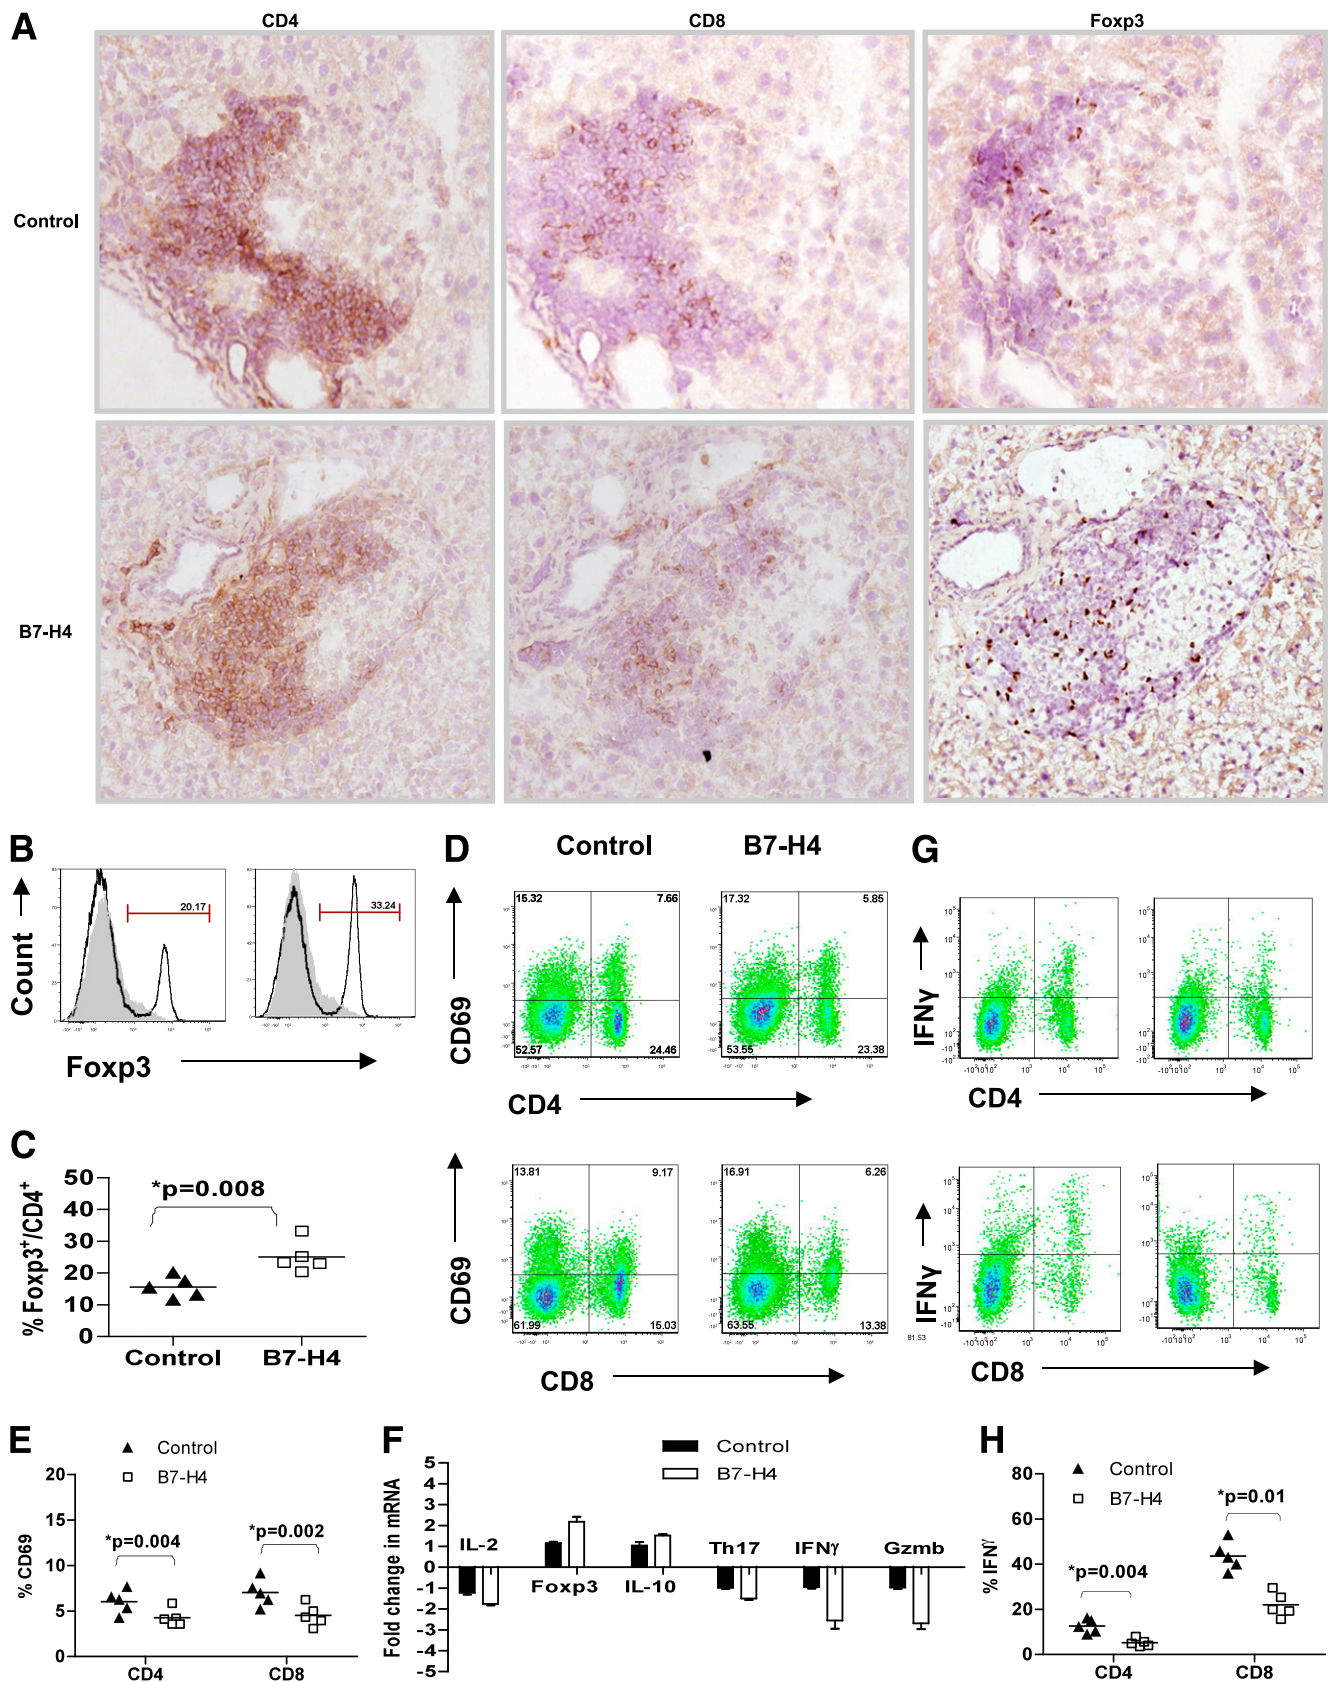 A
CD4
CD8
Foxp3
Control
B7-H4
B
Count
20.17
33.24
Foxp3
C
% Foxp3⁺/CD4⁺
50
40
30
20
10
0
*p=0.008
Control
B7-H4
D
Control
B7-H4
CD69
15.32
7.66
52.57
24.46
17.32
5.85
53.55
23.38
CD4
CD69
13.81
9.17
61.99
15.03
16.91
6.26
63.55
13.38
CD8
G
IFNγ
CD4
IFNγ
81.53
CD8
E
Control
B7-H4
% CD69
20
15
10
5
0
*p=0.004
*p=0.002
CD4
CD8
F
Control
B7-H4
Fold change in mRNA
5
4
3
2
1
0
-1
-2
-3
-4
-5
IL-2
Foxp3
IL-10
Th17
IFNγ
Gzmb
H
Control
B7-H4
% IFNγ
80
60
40
20
0
*p=0.004
*p=0.01
CD4
CD8